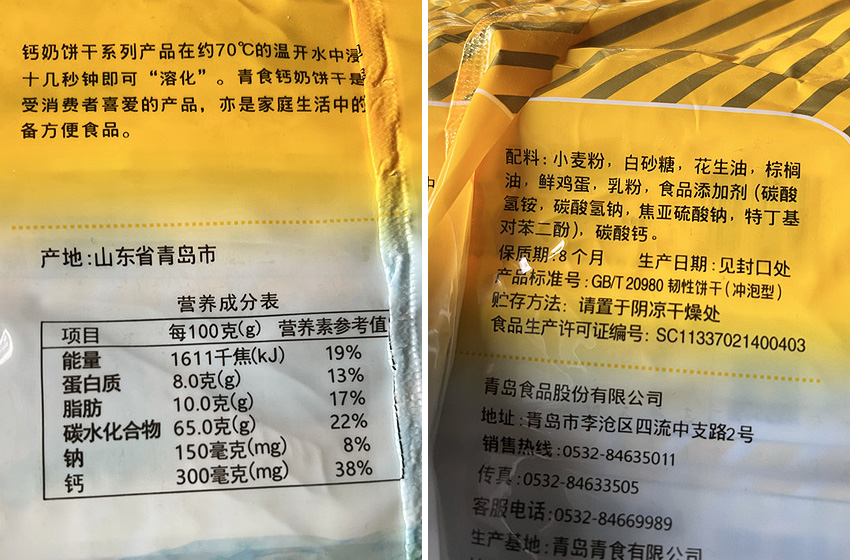 钙奶饼干系列产品在约70℃的温开水中浸
十几秒钟即可“溶化”。青食钙奶饼干是
受消费者喜爱的产品，亦是家庭生活中的
备方便食品。
产地:山东省青岛市
营养成分表
项目 每100克(g) 营养素参考值
能量 1611千焦(kJ) 19%
蛋白质 8.0克(g) 13%
脂肪 10.0克(g) 17%
碳水化合物 65.0克(g) 22%
钠 150毫克(mg) 8%
钙 300毫克(mg) 38%
配料:小麦粉，白砂糖，花生油，棕榈
油，鲜鸡蛋，乳粉，食品添加剂(碳酸
氢铵，碳酸氢钠，焦亚硫酸钠，特丁基
对苯二酚)，碳酸钙。
保质期:8个月 生产日期:见封口处
产品标准号:GB/T 20980 韧性饼干(冲泡型)
贮存方法: 请置于阴凉干燥处
食品生产许可证编号: SC11337021400403
青岛食品股份有限公司
地址:青岛市李沧区四流中支路2号
销售热线:0532-84635011
传真:0532-84633505
客服电话:0532-84669989
生产基地:青岛青食有限公司